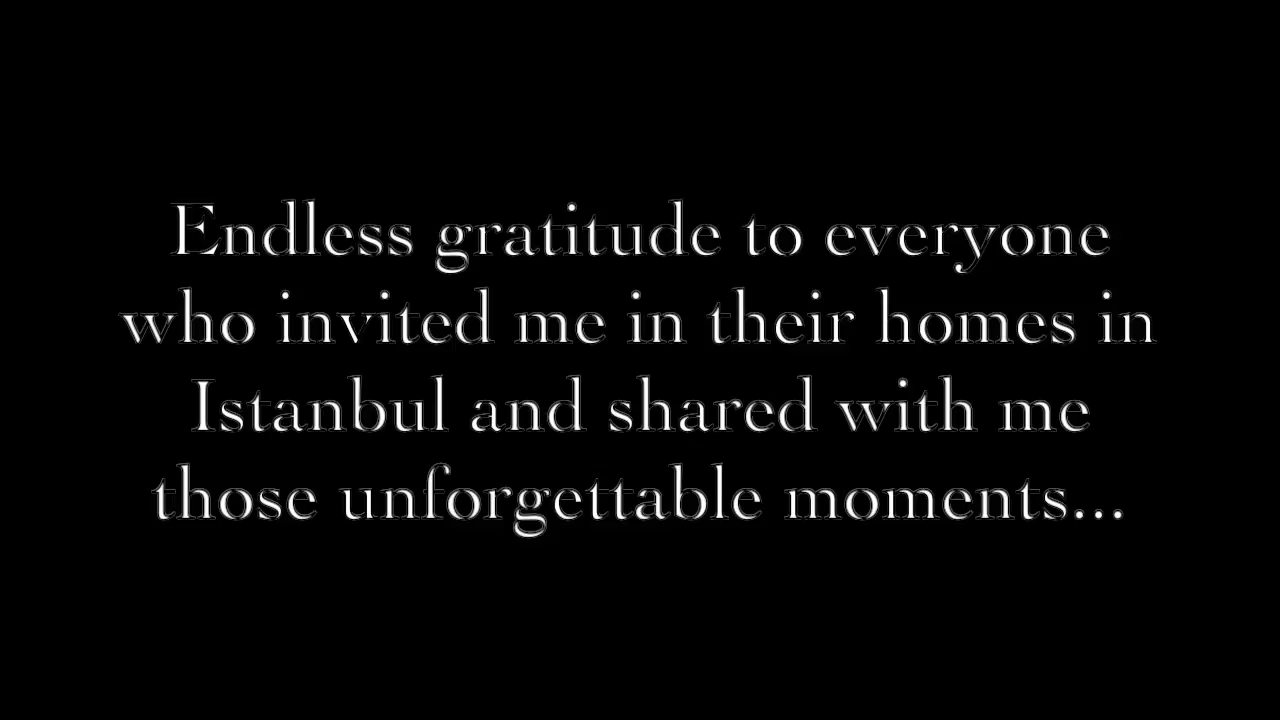 Endless gratitude to everyone
who invited me in their homes in
Istanbul and shared with me
those unforgettable moments...